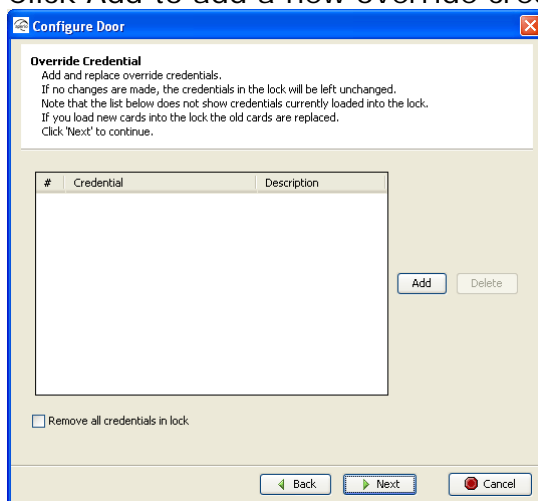 Click Add to add a new override cre
Configure Door
Override Credential
Add and replace override credentials.
If no changes are made, the credentials in the lock will be left unchanged.
Note that the list below does not show credentials currently loaded into the lock.
If you load new cards into the lock the old cards are replaced.
Click 'Next' to continue.
# Credential Description
Add Delete
Remove all credentials in lock
Back Next Cancel